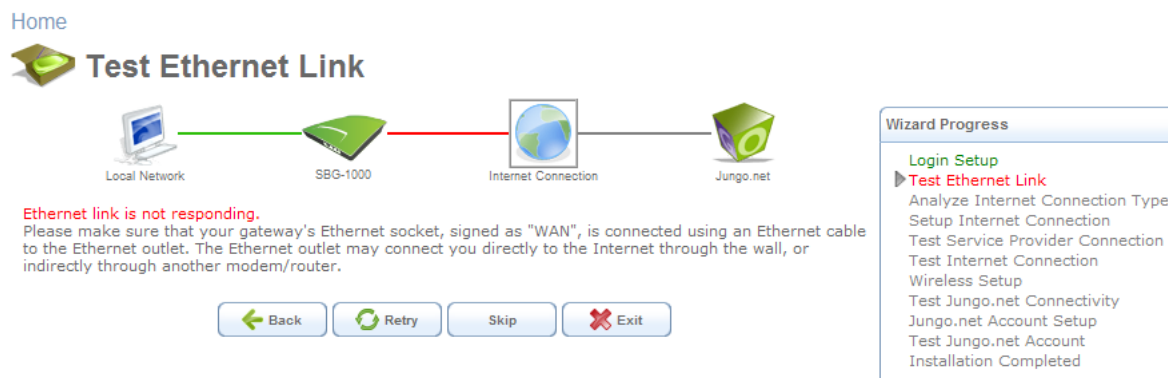 Home
Test Ethernet Link
Local Network
SBG-1000
Internet Connection
Jungo.net
Ethernet link is not responding.
Please make sure that your gateway's Ethernet socket, signed as "WAN", is connected using an Ethernet cable
to the Ethernet outlet. The Ethernet outlet may connect you directly to the Internet through the wall, or
indirectly through another modem/router.
Back
Retry
Skip
Exit
Wizard Progress
Login Setup
Test Ethernet Link
Analyze Internet Connection Type
Setup Internet Connection
Test Service Provider Connection
Test Internet Connection
Wireless Setup
Test Jungo.net Connectivity
Jungo.net Account Setup
Test Jungo.net Account
Installation Completed